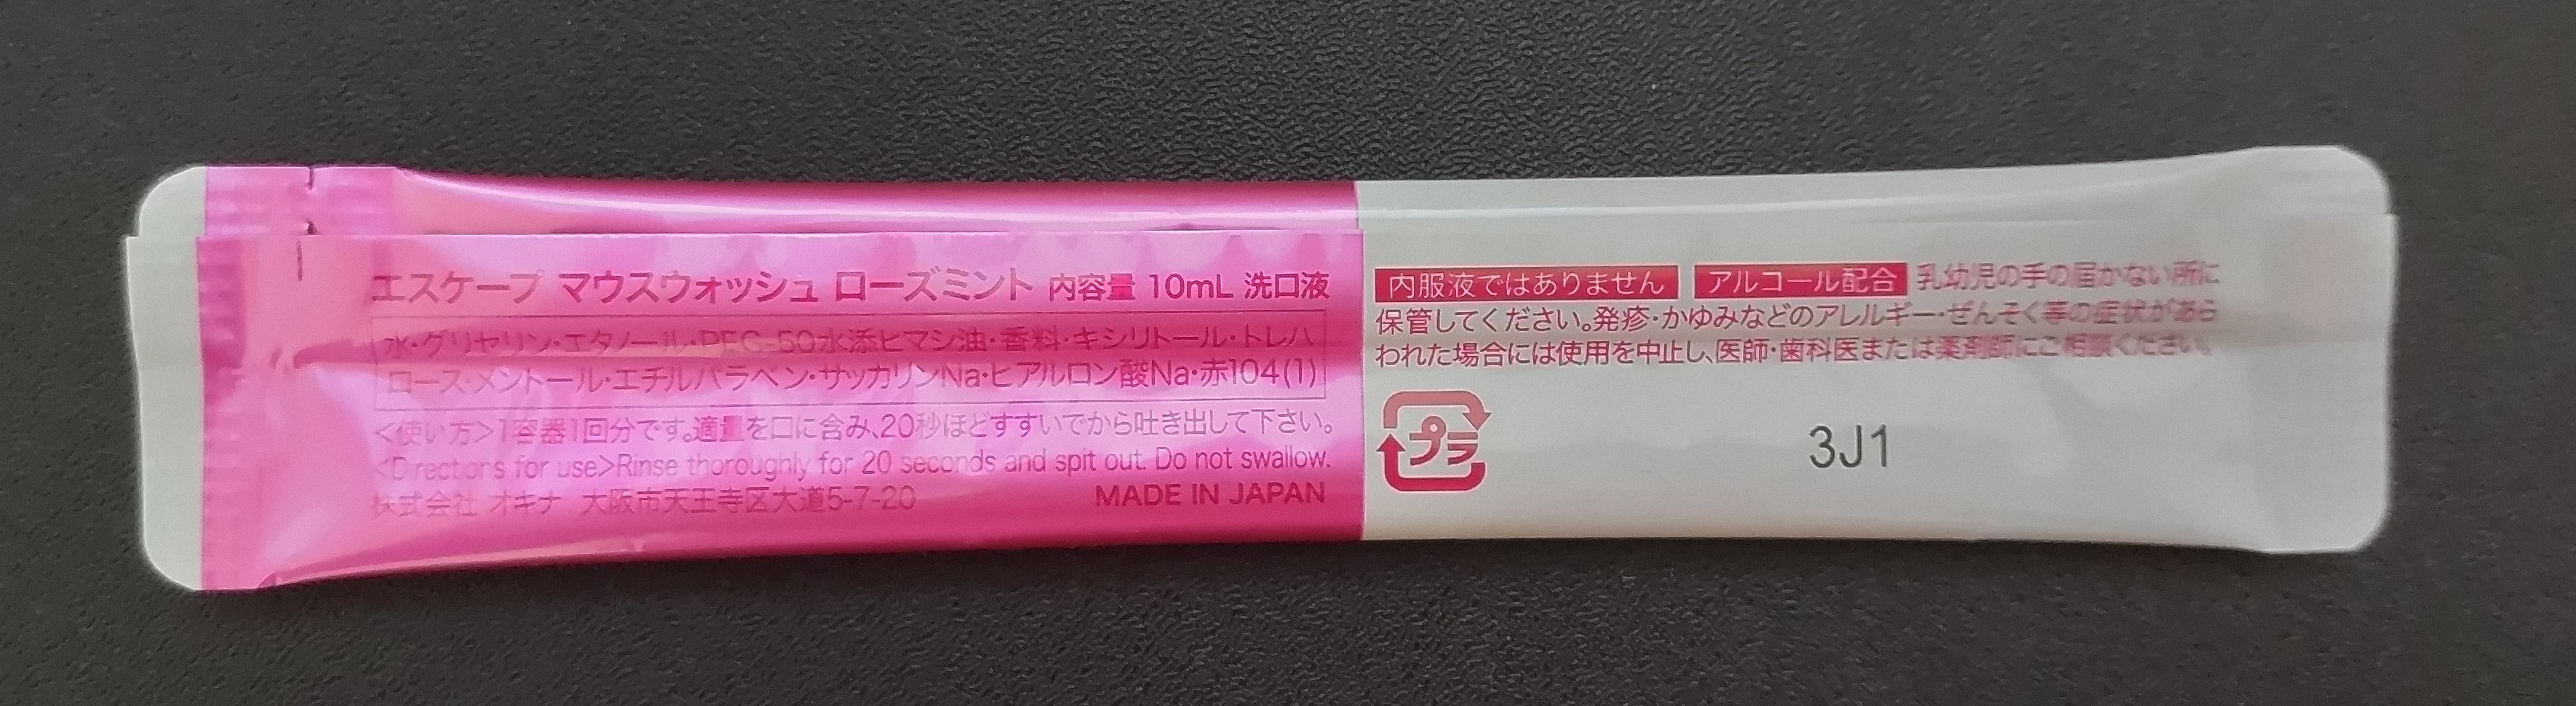 エスケープ マウスウォッシュ ローズミント 内容量 10mL 洗口液
水・グリセリン・エタノール・PEG-50水添ヒマシ油・香料・キシリトール・トレハ
ロース・メントール・エチルパラベン・サッカリンNa・ヒアルロン酸Na・赤104(1)
<使い方>1容器1回分です。適量を口に含み、20秒ほどすすいでから吐き出して下さい。
<Directions for use>Rinse thoroughly for 20 seconds and spit out. Do not swallow.
株式会社 オキナ 大阪市天王寺区大道5-7-20 MADE IN JAPAN
内服液ではありません アルコール配合 乳幼児の手の届かない所に
保管してください。発疹・かゆみなどのアレルギー・ぜんそく等の症状があら
われた場合には使用を中止し、医師・歯科医または薬剤師にご相談ください。
プラ
3J1